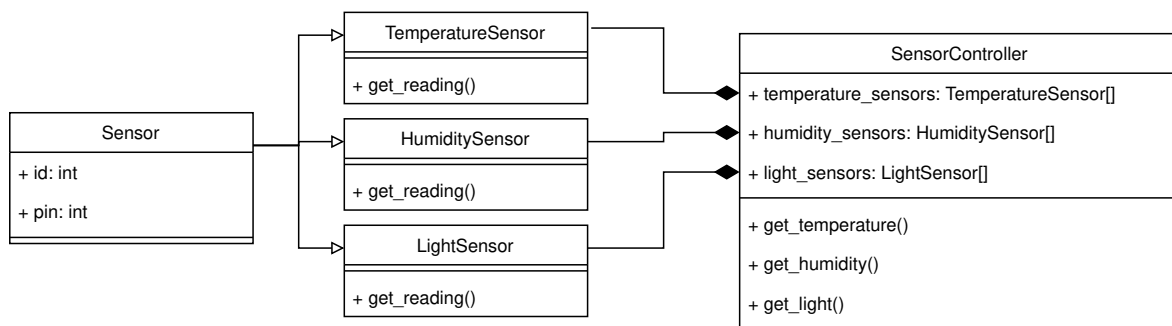 Sensor
+ id: int
+ pin: int
TemperatureSensor
+ get_reading()
HumiditySensor
+ get_reading()
LightSensor
+ get_reading()
SensorController
+ temperature_sensors: TemperatureSensor[]
+ humidity_sensors: HumiditySensor[]
+ light_sensors: LightSensor[]
+ get_temperature()
+ get_humidity()
+ get_light()